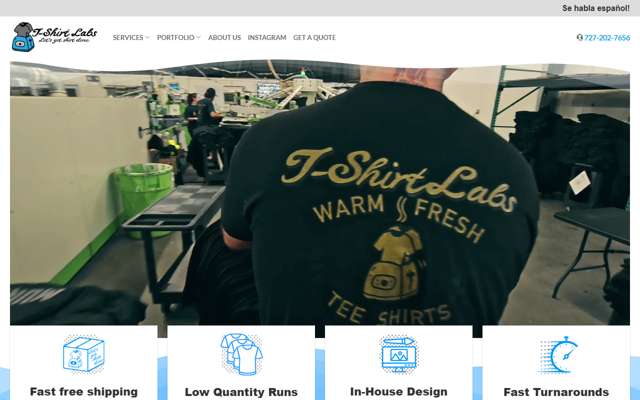 Se habla español!
T-Shirt Labs
Let's get shirt done.
SERVICES
PORTFOLIO
ABOUT US
INSTAGRAM
GET A QUOTE
727-202-7656
T-Shirt Labs
WARM FRESH
TEE SHIRTS
Fast free shipping
Low Quantity Runs
In-House Design
Fast Turnarounds